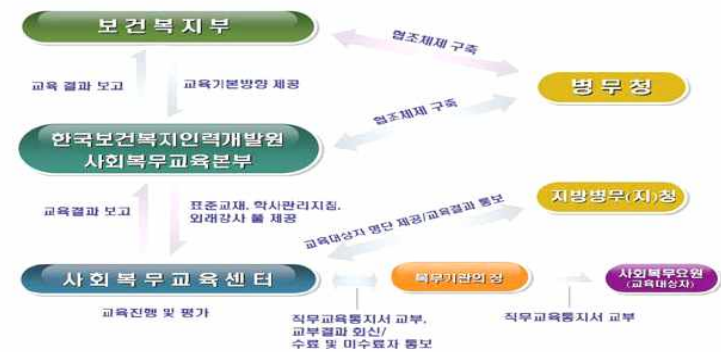 보건복지부
협조체제 구축
교육 결과 보고
교육기본방향 제공
병무청
협조체제 구축
한국보건복지인력개발원
사회복무교육본부
교육결과 보고
표준교재, 학사관리지침,
외래강사 풀 제공
교육대상자 명단 제공/교육결과 통보
지방병무(지)청
사회복무교육센터
복무기관의 장
사회복무요원
(교육대상자)
교육진행 및 평가
직무교육통지서 교부,
교부결과 회신/
수료 및 미수료자 통보
직무교육통지서 교부